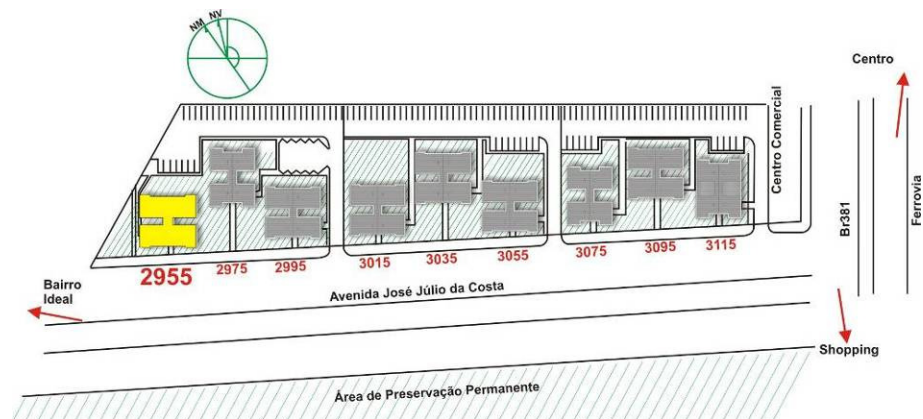 NM
NV
Centro
Centro Comercial
Br381
Ferrovia
2955
2975
2995
3015
3035
3055
3075
3095
3115
Bairro
Ideal
Avenida José Júlio da Costa
Shopping
Área de Preservação Permanente